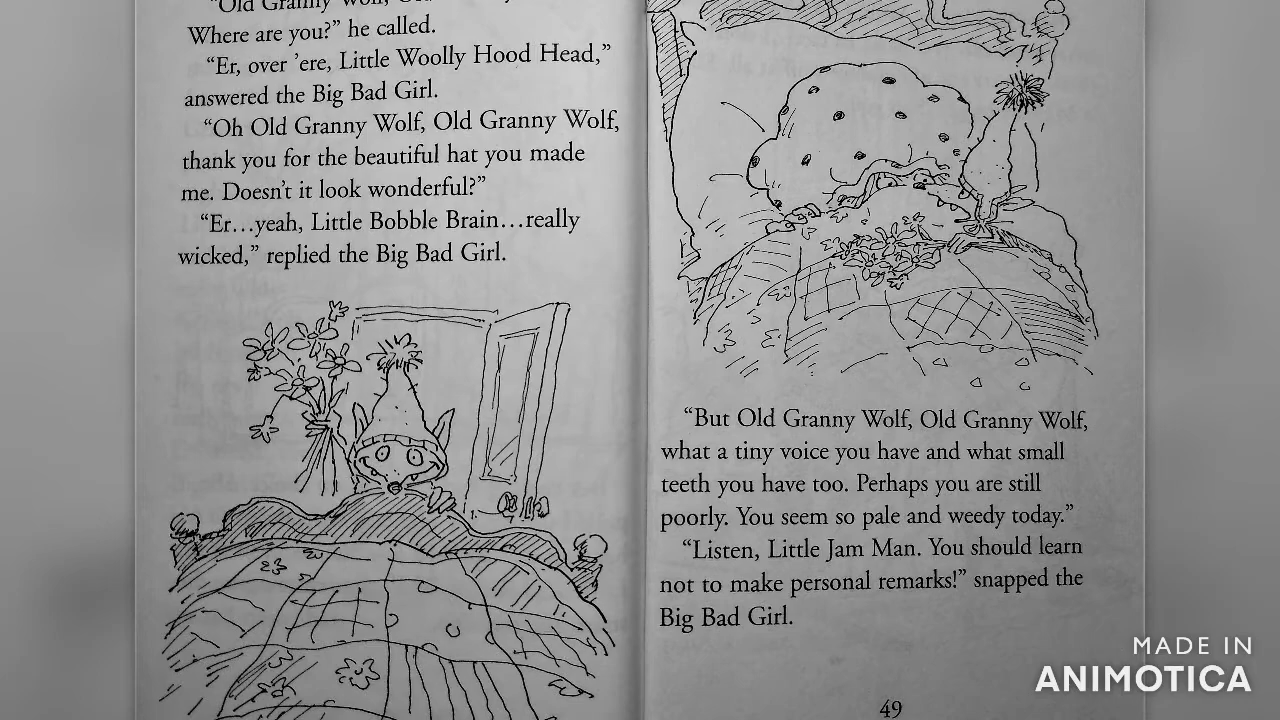 "Old Granny Wolf,
Where are you?" he called.
"Er, over 'ere, Little Woolly Hood Head,"
answered the Big Bad Girl.
"Oh Old Granny Wolf, Old Granny Wolf,
thank you for the beautiful hat you made
me. Doesn't it look wonderful?"
"Er…yeah, Little Bobble Brain…really
wicked," replied the Big Bad Girl.
"But Old Granny Wolf, Old Granny Wolf,
what a tiny voice you have and what small
teeth you have too. Perhaps you are still
poorly. You seem so pale and weedy today."
"Listen, Little Jam Man. You should learn
not to make personal remarks!" snapped the
Big Bad Girl.
49
MADE IN
ANIMOTICA